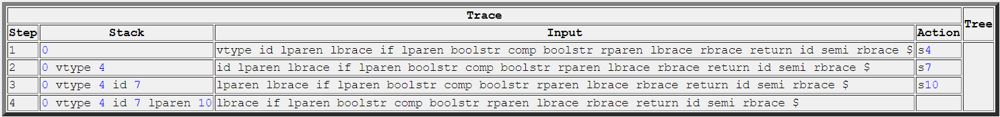 Trace Tree
Step Stack Input Action
1 0 vtype id lparen lbrace if lparen boolstr comp boolstr rparen lbrace rbrace return id semi rbrace $ s4
2 0 vtype 4 id lparen lbrace if lparen boolstr comp boolstr rparen lbrace rbrace return id semi rbrace $ s7
3 0 vtype 4 id 7 lparen lbrace if lparen boolstr comp boolstr rparen lbrace rbrace return id semi rbrace $ s10
4 0 vtype 4 id 7 lparen 10 lbrace if lparen boolstr comp boolstr rparen lbrace rbrace return id semi rbrace $